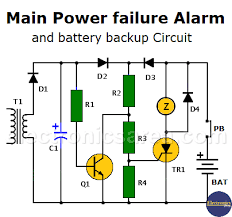 Main Power failure Alarm
and battery backup Circuit
D2
D3
D1
R1
R2
D4
T1
Z
C1
R3
PB
Q1
R4
TR1
BAT